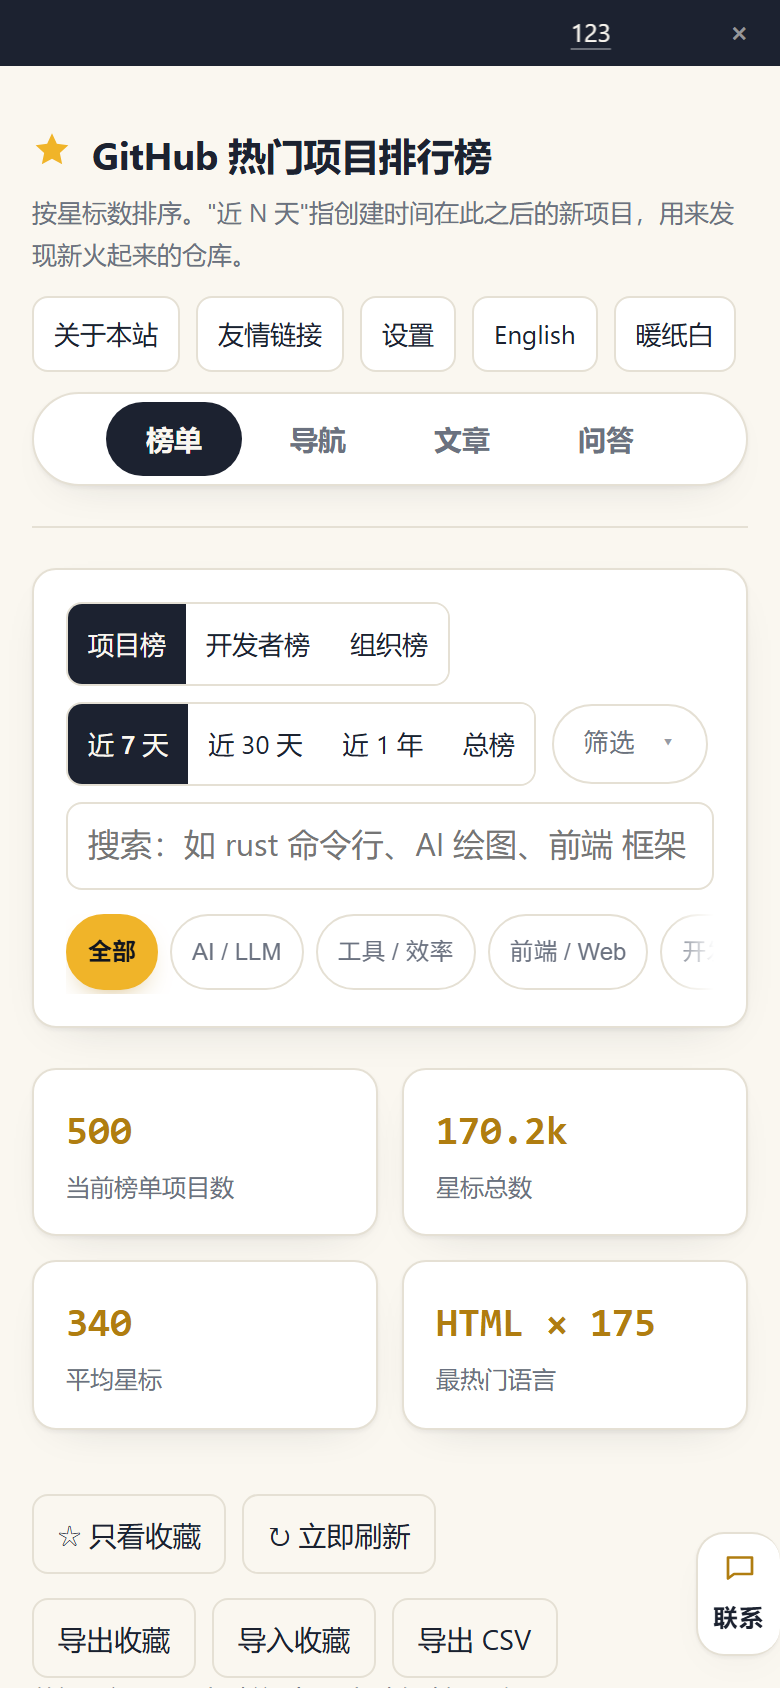 123 ×
GitHub 热门项目排行榜
按星标数排序。"近 N 天"指创建时间在此之后的新项目，用来发
现新火起来的仓库。
关于本站 友情链接 设置 English 暖纸白
榜单 导航 文章 问答
项目榜 开发者榜 组织榜
近 7 天 近 30 天 近 1 年 总榜 筛选 ▾
搜索：如 rust 命令行、AI 绘图、前端 框架
全部 AI / LLM 工具 / 效率 前端 / Web 开
500 170.2k
当前榜单项目数 星标总数
340 HTML × 175
平均星标 最热门语言
☆ 只看收藏 ↻ 立即刷新
联系
导出收藏 导入收藏 导出 CSV